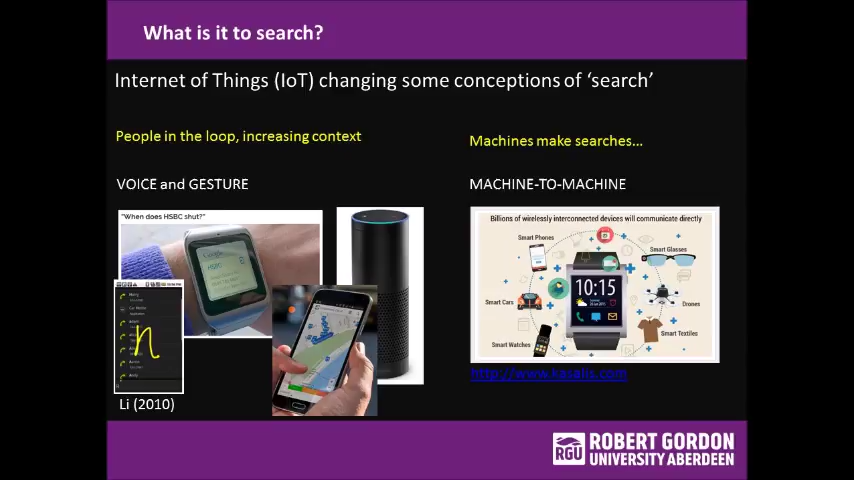 What is it to search?
Internet of Things (IoT) changing some conceptions of ‘search’
People in the loop, increasing context
Machines make searches...
VOICE and GESTURE
MACHINE-TO-MACHINE
"When does HSBC shut?"
HSBC
Li (2010)
Billions of wirelessly interconnected devices will communicate directly
Smart Phones
Smart Glasses
10:15
Smart Cars
Drones
Smart Textiles
Smart Watches
http://www.kasalis.com
RGU
ROBERT GORDON
UNIVERSITY ABERDEEN